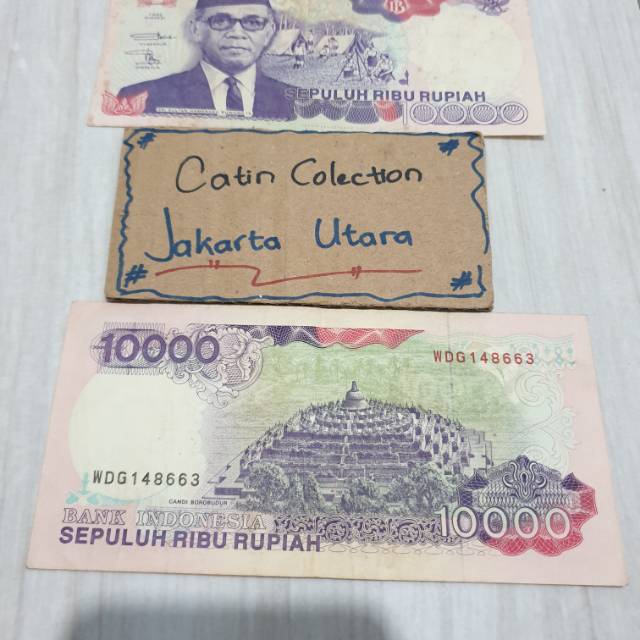 SEPULUH RIBU RUPIAH
10000
# #
Catin Colection
Jakarta Utara
# #
10000
WDG148663
WDG148663
CANDI BOROBUDUR
BANK INDONESIA
10000
SEPULUH RIBU RUPIAH